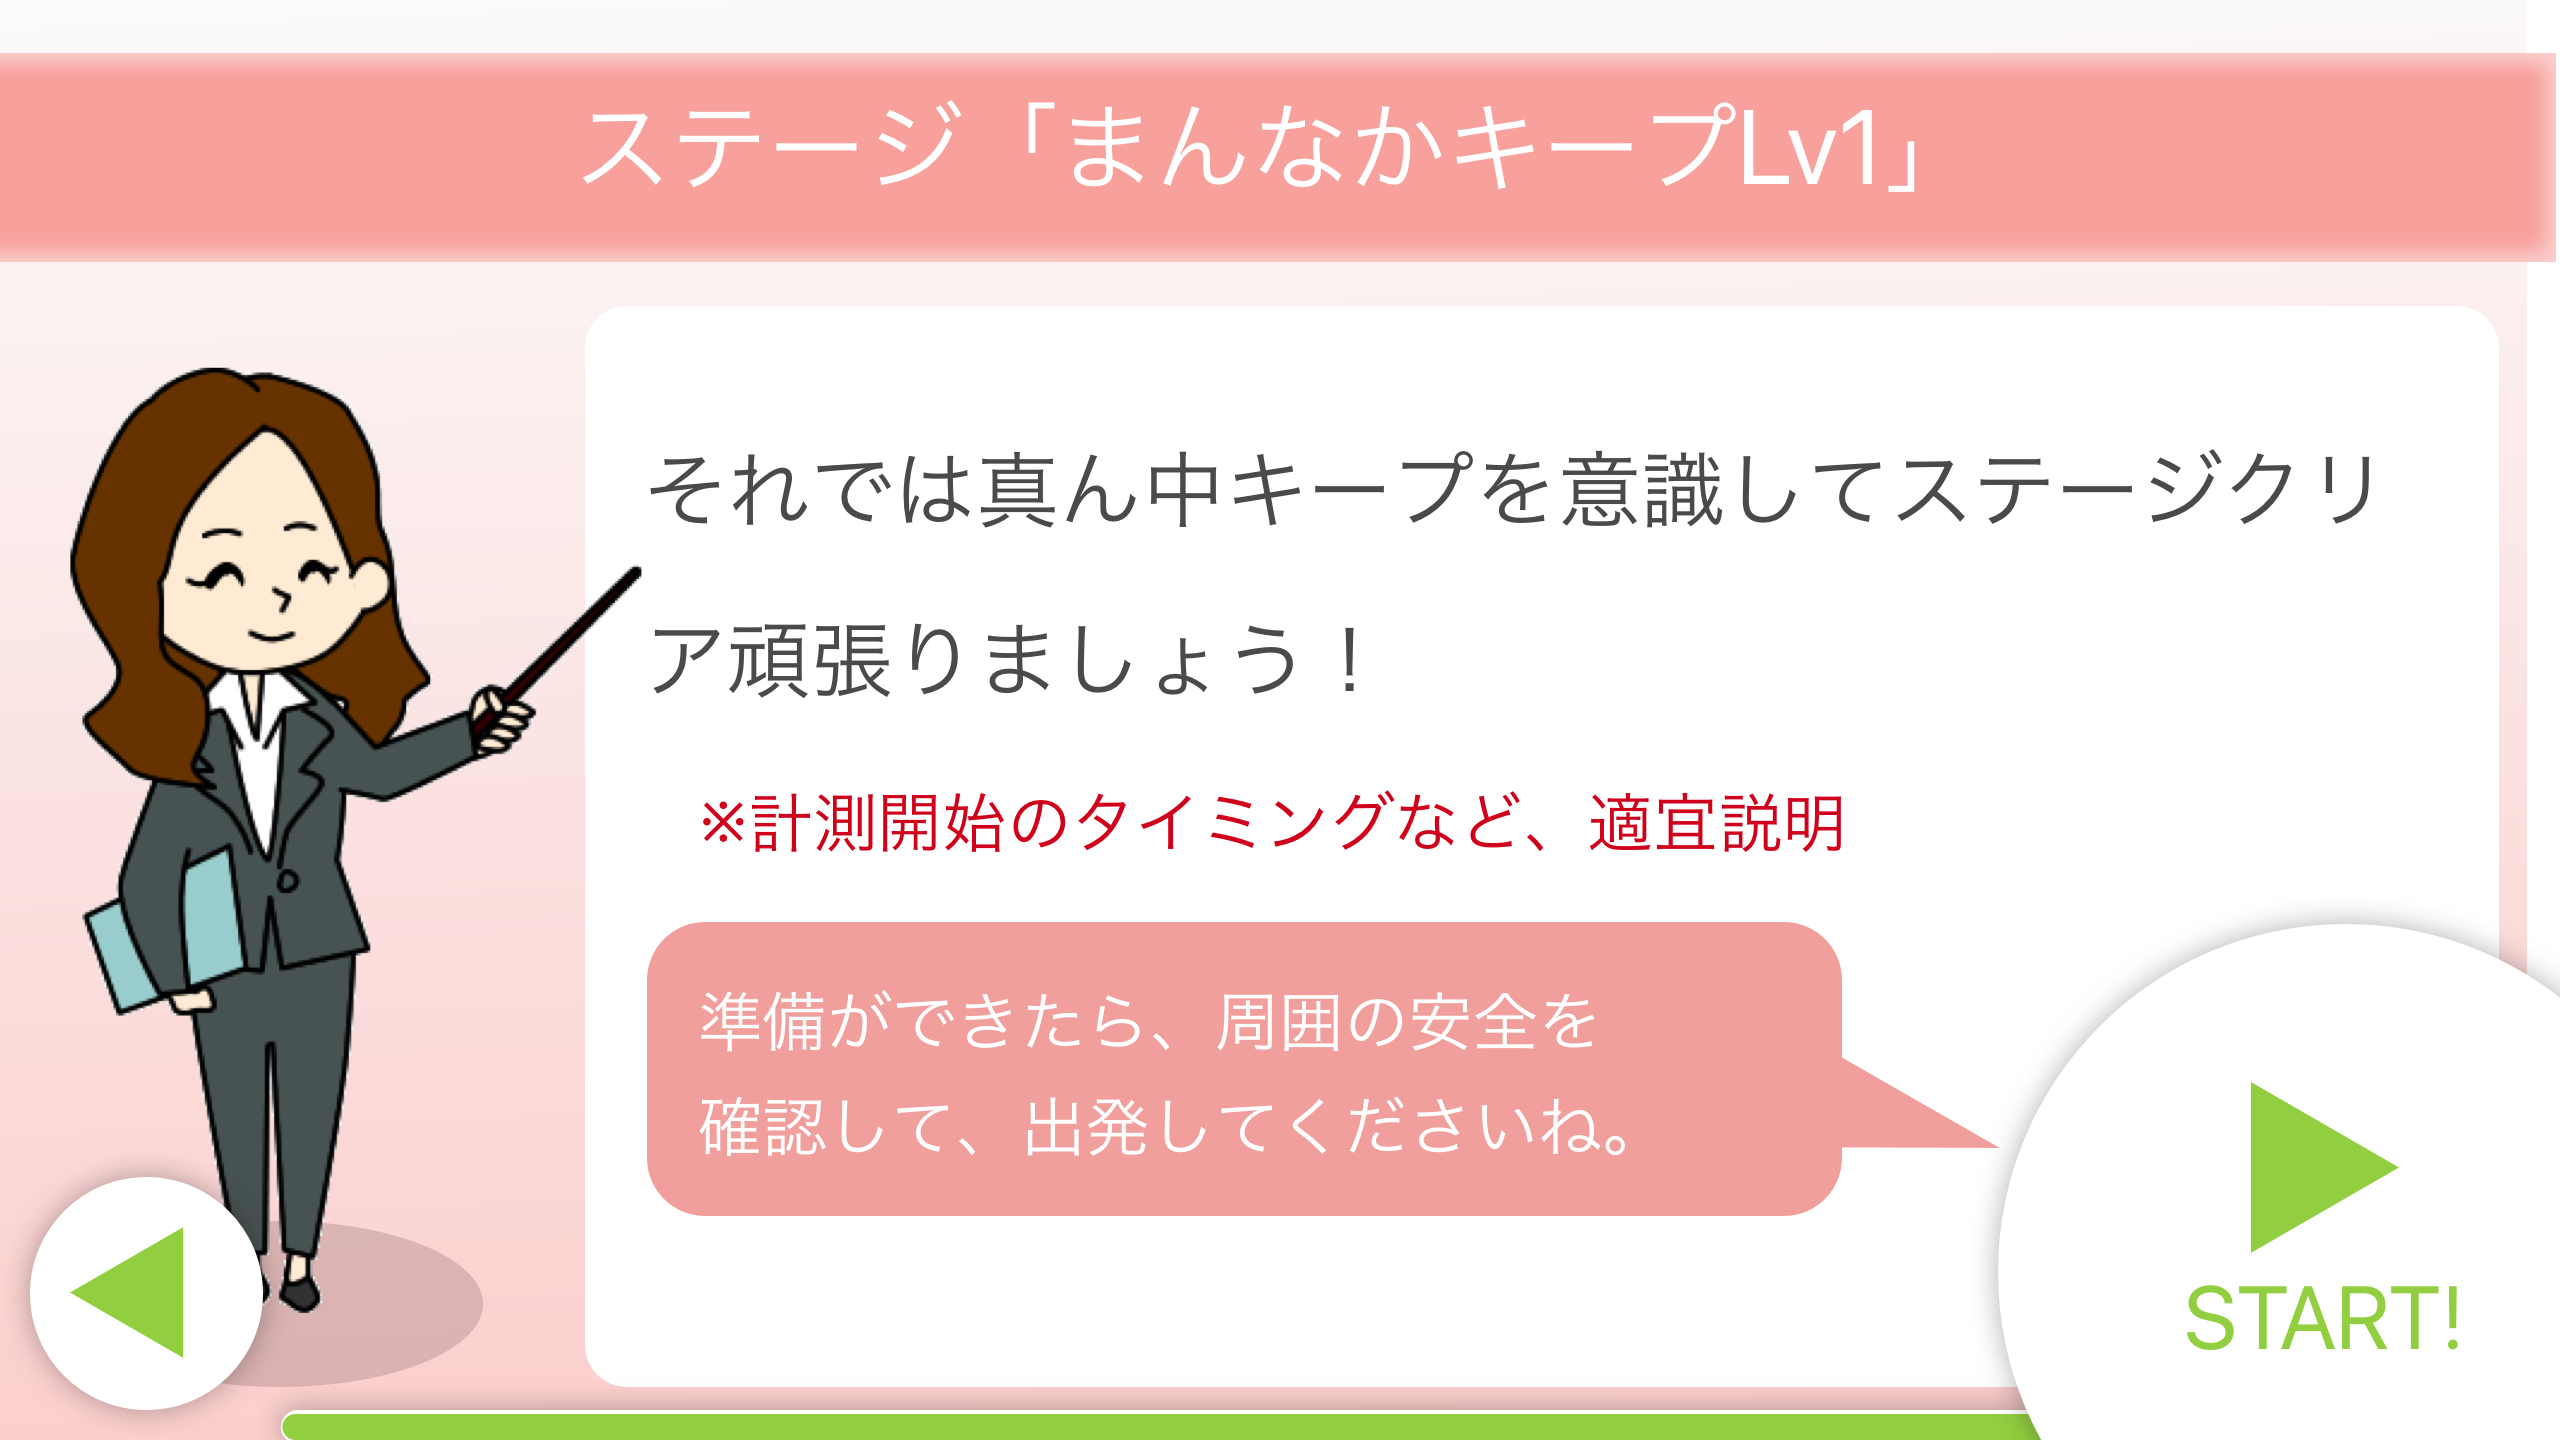 ステージ「まんなかキープLv1」
それでは真ん中キープを意識してステージクリ
ア頑張りましょう！
※計測開始のタイミングなど、適宜説明
準備ができたら、周囲の安全を
確認して、出発してくださいね。
START!